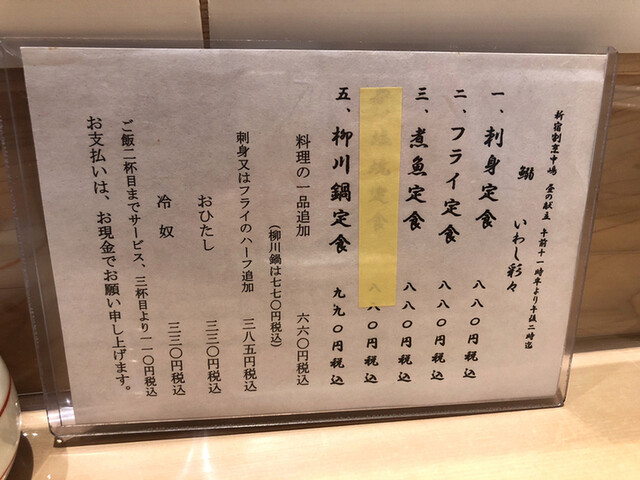 新宿割烹中嶋 昼の献立 午前十一時半より午後二時迄
鰯 いわし彩々
一、刺身定食 八八〇円税込
二、フライ定食 八八〇円税込
三、煮魚定食 八八〇円税込
定食 八八〇円税込
五、柳川鍋定食 九九〇円税込
料理の一品追加 六六〇円税込
(柳川鍋は七七〇円税込)
刺身又はフライのハーフ追加 三八五円税込
おひたし 三三〇円税込
冷奴 三三〇円税込
ご飯二杯目までサービス、三杯目より一一〇円税込
お支払いは、お現金でお願い申し上げます。